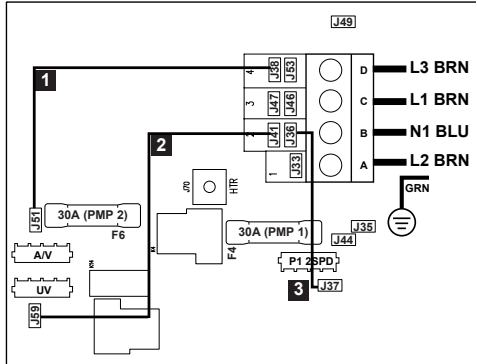 J49
1
4
J38
J53
D
L3 BRN
3
J47
J46
C
L1 BRN
2
J41
J36
B
N1 BLU
2
1
J33
A
L2 BRN
GRN
J70
HTR
J51
30A (PMP 2)
F6
K4
30A (PMP 1)
F4
J35
J44
A/V
P1 2SPD
UV
3
J37
J59